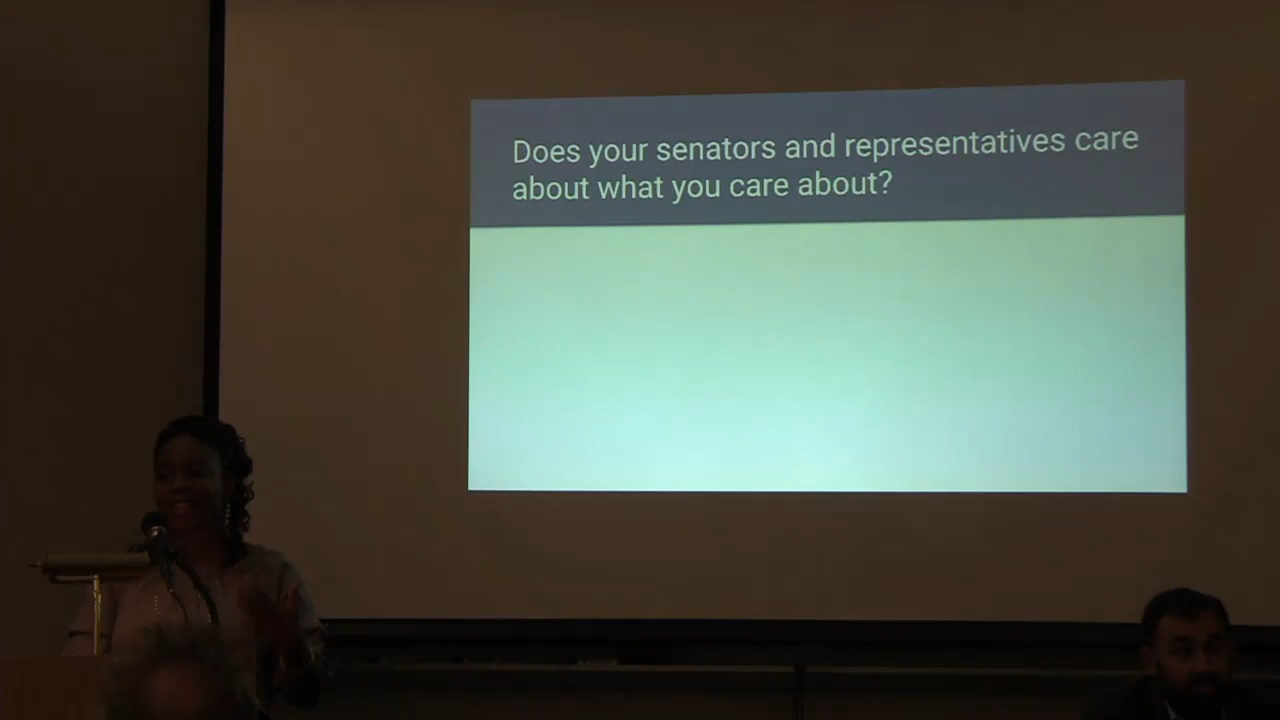 Does your senators and representatives care
about what you care about?